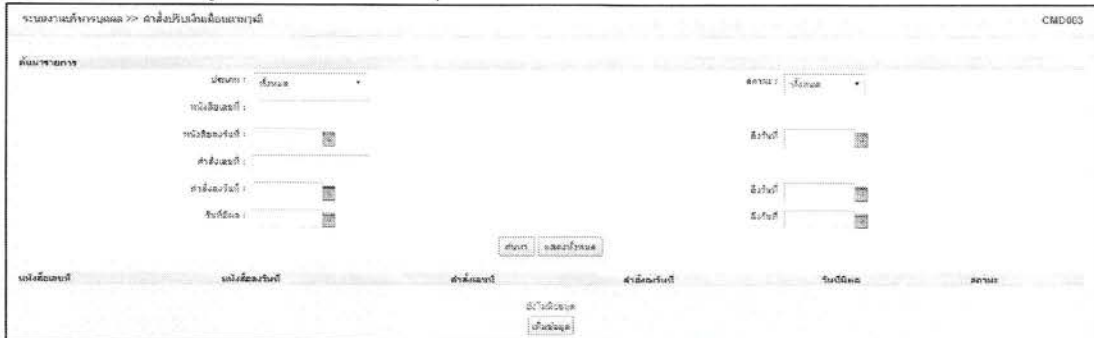 ระบบงานบริหารบุคคล >> คำสั่งปรับเงินเดือนตามวุฒิ CMD003
ค้นหารายการ
ประเภท : ทั้งหมด สถานะ : ทั้งหมด
หนังสือเลขที่ :
หนังสือลงวันที่ : ถึงวันที่
คำสั่งเลขที่ :
คำสั่งลงวันที่ : ถึงวันที่
วันที่มีผล : ถึงวันที่
ค้นหา แสดงทั้งหมด
หนังสือเลขที่ หนังสือลงวันที่ คำสั่งเลขที่ คำสั่งลงวันที่ วันที่มีผล สถานะ
ยังไม่มีข้อมูล
เพิ่มข้อมูล